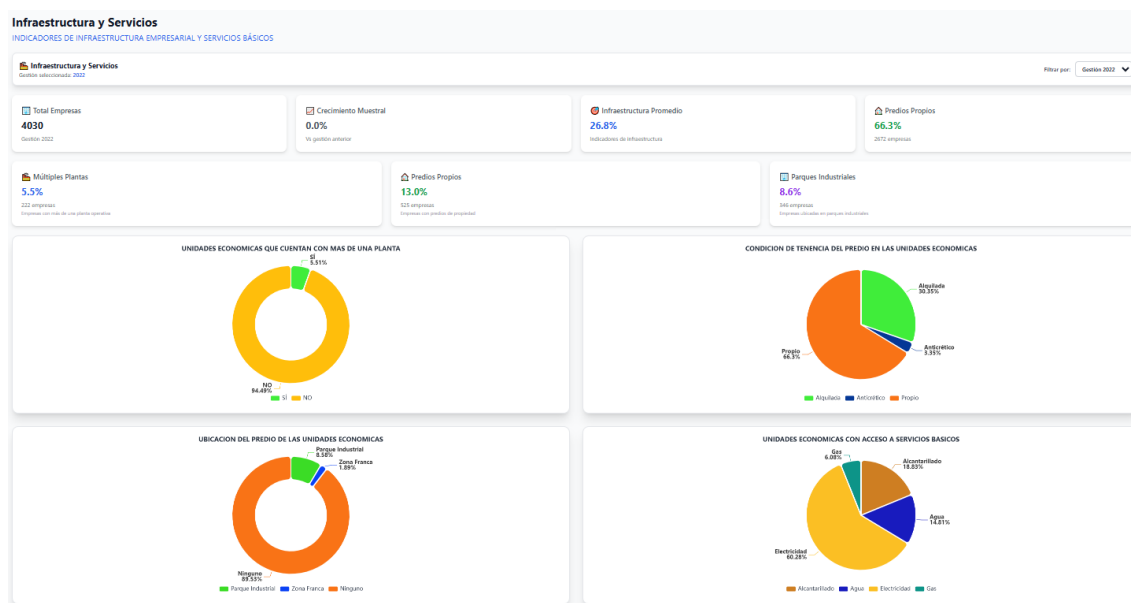 Infraestructura y Servicios
INDICADORES DE INFRAESTRUCTURA EMPRESARIAL Y SERVICIOS BÁSICOS
Infraestructura y Servicios
Gestión seleccionada: 2022
Filtrar por: Gestión 2022
Total Empresas
4030
Gestión 2022
Crecimiento Muestral
0.0%
Vs gestión anterior
Infraestructura Promedio
26.8%
Indicadores de infraestructura
Predios Propios
66.3%
2672 empresas
Múltiples Plantas
5.5%
222 empresas
Empresas con más de una planta operativa
Predios Propios
13.0%
525 empresas
Empresas con predios de propiedad
Parques Industriales
8.6%
346 empresas
Empresas ubicadas en parques industriales
UNIDADES ECONOMICAS QUE CUENTAN CON MAS DE UNA PLANTA
SÍ
5.51%
NO
94.49%
SÍ NO
CONDICION DE TENENCIA DEL PREDIO EN LAS UNIDADES ECONOMICAS
Alquilada
30.35%
Anticrético
3.35%
Propio
66.3%
Alquilada Anticrético Propio
UBICACION DEL PREDIO DE LAS UNIDADES ECONOMICAS
Parque Industrial
8.58%
Zona Franca
1.89%
Ninguno
89.53%
Parque Industrial Zona Franca Ninguno
UNIDADES ECONOMICAS CON ACCESO A SERVICIOS BASICOS
Gas
6.08%
Alcantarillado
18.83%
Agua
14.81%
Electricidad
60.28%
Alcantarillado Agua Electricidad Gas